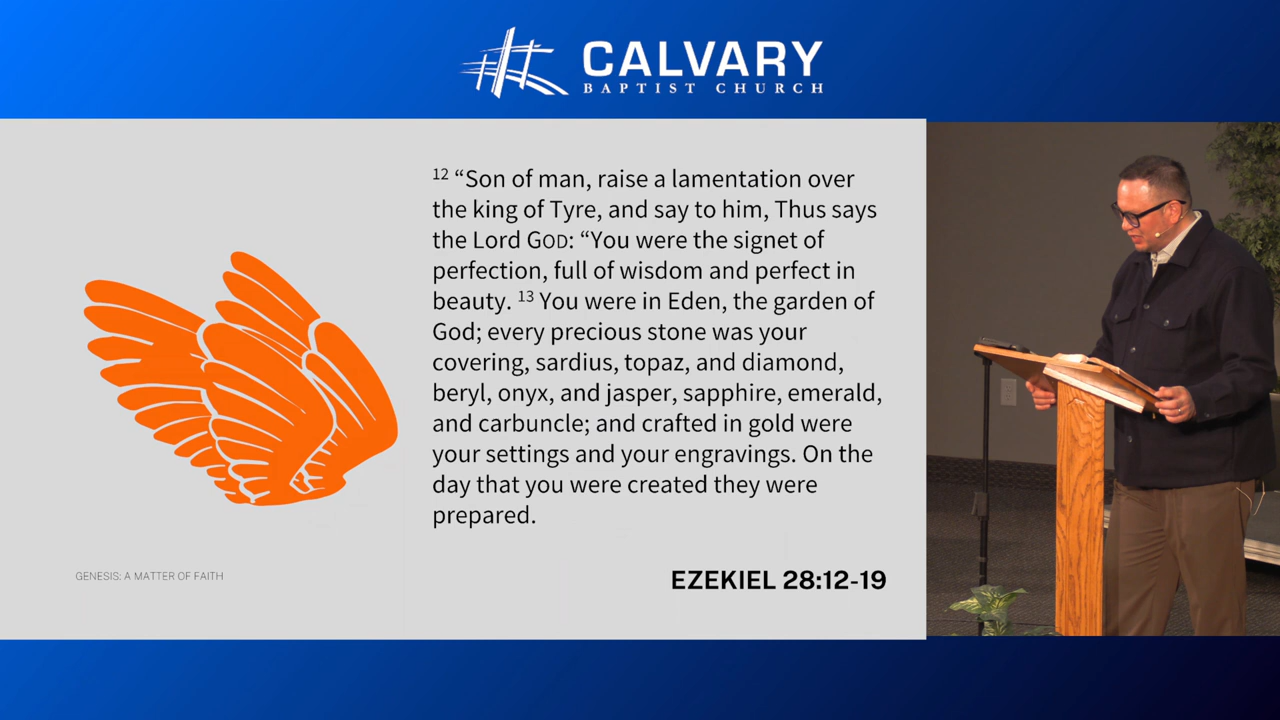 CALVARY
BAPTIST CHURCH
12 “Son of man, raise a lamentation over
the king of Tyre, and say to him, Thus says
the Lord GOD: “You were the signet of
perfection, full of wisdom and perfect in
beauty. 13 You were in Eden, the garden of
God; every precious stone was your
covering, sardius, topaz, and diamond,
beryl, onyx, and jasper, sapphire, emerald,
and carbuncle; and crafted in gold were
your settings and your engravings. On the
day that you were created they were
prepared.
GENESIS: A MATTER OF FAITH
EZEKIEL 28:12-19